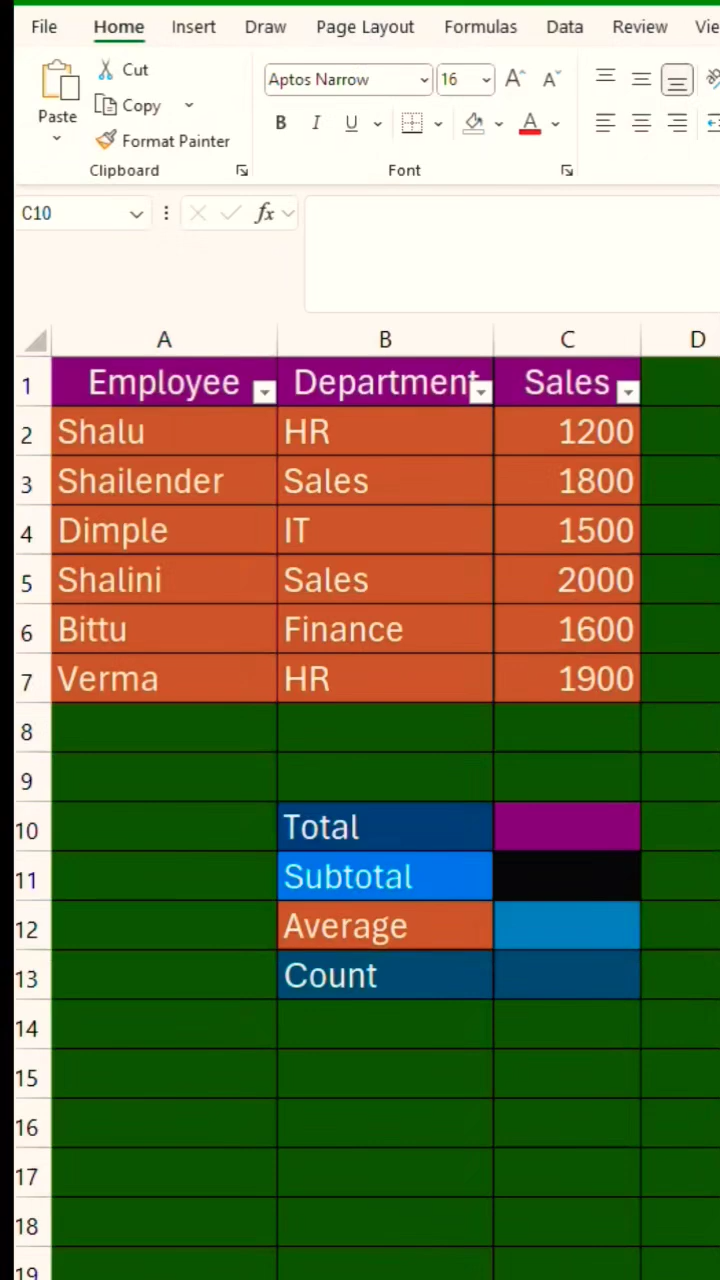 File Home Insert Draw Page Layout Formulas Data Review Vie
Cut
Copy
Format Painter
Paste
Clipboard
Aptos Narrow 16 A A
B I U A
Font
C10 fx
A B C D
1 Employee Department Sales
2 Shalu HR 1200
3 Shailender Sales 1800
4 Dimple IT 1500
5 Shalini Sales 2000
6 Bittu Finance 1600
7 Verma HR 1900
8
9
10 Total
11 Subtotal
12 Average
13 Count
14
15
16
17
18
19